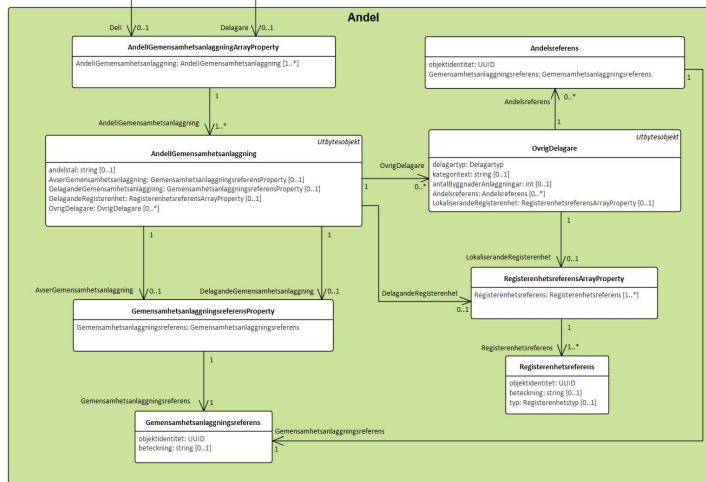 Andel
DelI
0..1
Delagare
0..1
AndelIGemensamhetsanlaggningArrayProperty
AndelIGemensamhetsanlaggning: AndelIGemensamhetsanlaggning [1..*]
1
AndelIGemensamhetsanlaggning
1..*
Andelsreferens
objektidentitet: UUID
Gemensamhetsanlaggningsreferens: Gemensamhetsanlaggningsreferens
1
Andelsreferens
0..*
1
Utbytesobjekt
AndelIGemensamhetsanlaggning
andelstal: string [0..1]
AvserGemensamhetsanlaggning: GemensamhetsanlaggningsreferensProperty [0..1]
DelagandeGemensamhetsanlaggning: GemensamhetsanlaggningsreferensProperty [0..1]
DelagandeRegisterenhet: RegisterenhetsreferensArrayProperty [0..1]
OvrigDelagare: OvrigDelagare [0..*]
OvrigDelagare
1
0..*
Utbytesobjekt
OvrigDelagare
delagartyp: Delagartyp
kategoritext: string [0..1]
antalByggnaderAnlaggningar: int [0..1]
Andelsreferens: Andelsreferens [0..*]
LokaliserandeRegisterenhet: RegisterenhetsreferensArrayProperty [0..1]
1
1
1
1
LokaliserandeRegisterenhet
0..1
AvserGemensamhetsanlaggning
0..1
DelagandeGemensamhetsanlaggning
0..1
DelagandeRegisterenhet
0..1
RegisterenhetsreferensArrayProperty
Registerenhetsreferens: Registerenhetsreferens [1..*]
GemensamhetsanlaggningsreferensProperty
Gemensamhetsanlaggningsreferens: Gemensamhetsanlaggningsreferens
1
1
Registerenhetsreferens
1..*
Registerenhetsreferens
objektidentitet: UUID
beteckning: string [0..1]
typ: Registerenhetstyp [0..1]
Gemensamhetsanlaggningsreferens
1
Gemensamhetsanlaggningsreferens
objektidentitet: UUID
beteckning: string [0..1]
Gemensamhetsanlaggningsreferens
1